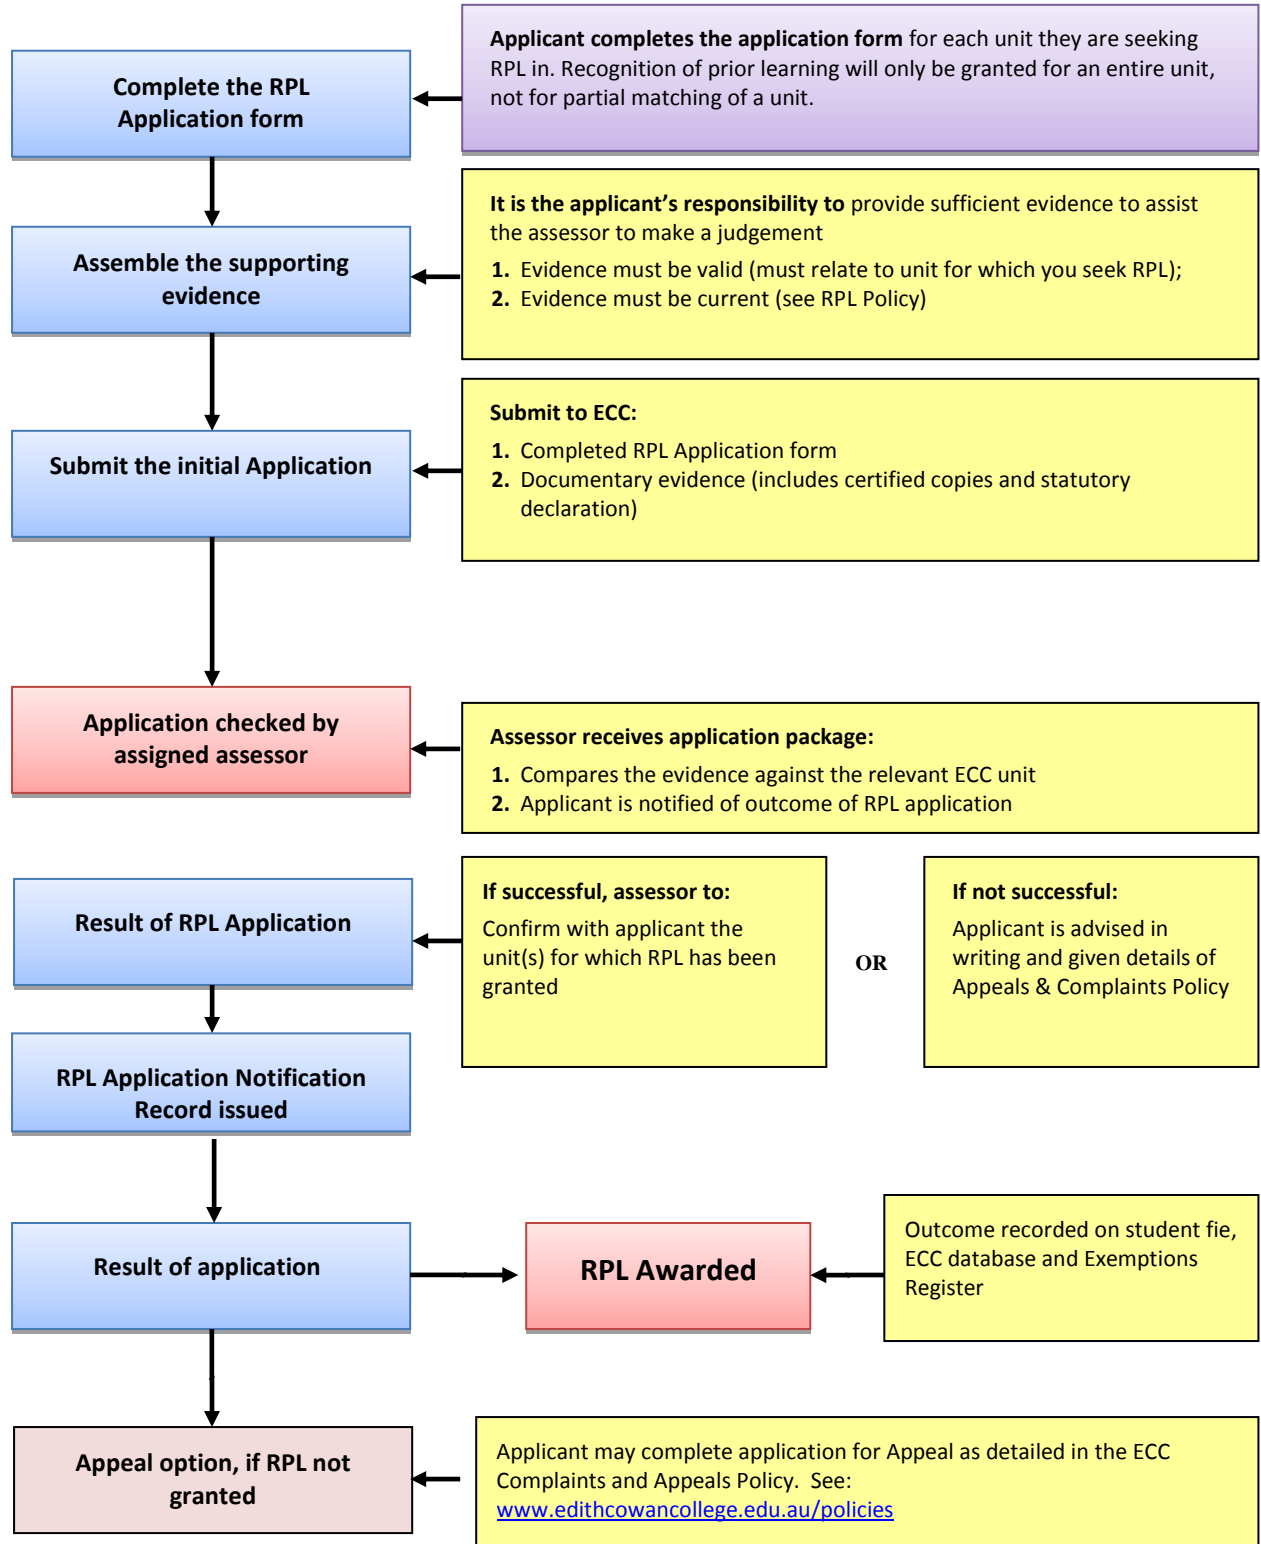 Complete the RPL
Application form
Applicant completes the application form for each unit they are seeking
RPL in. Recognition of prior learning will only be granted for an entire unit,
not for partial matching of a unit.
Assemble the supporting
evidence
It is the applicant’s responsibility to provide sufficient evidence to assist
the assessor to make a judgement
1. Evidence must be valid (must relate to unit for which you seek RPL);
2. Evidence must be current (see RPL Policy)
Submit the initial Application
Submit to ECC:
1. Completed RPL Application form
2. Documentary evidence (includes certified copies and statutory
declaration)
Application checked by
assigned assessor
Assessor receives application package:
1. Compares the evidence against the relevant ECC unit
2. Applicant is notified of outcome of RPL application
Result of RPL Application
If successful, assessor to:
Confirm with applicant the
unit(s) for which RPL has been
granted
OR
If not successful:
Applicant is advised in
writing and given details of
Appeals & Complaints Policy
RPL Application Notification
Record issued
Result of application
RPL Awarded
Outcome recorded on student fie,
ECC database and Exemptions
Register
Appeal option, if RPL not
granted
Applicant may complete application for Appeal as detailed in the ECC
Complaints and Appeals Policy.  See:
www.edithcowancollege.edu.au/policies